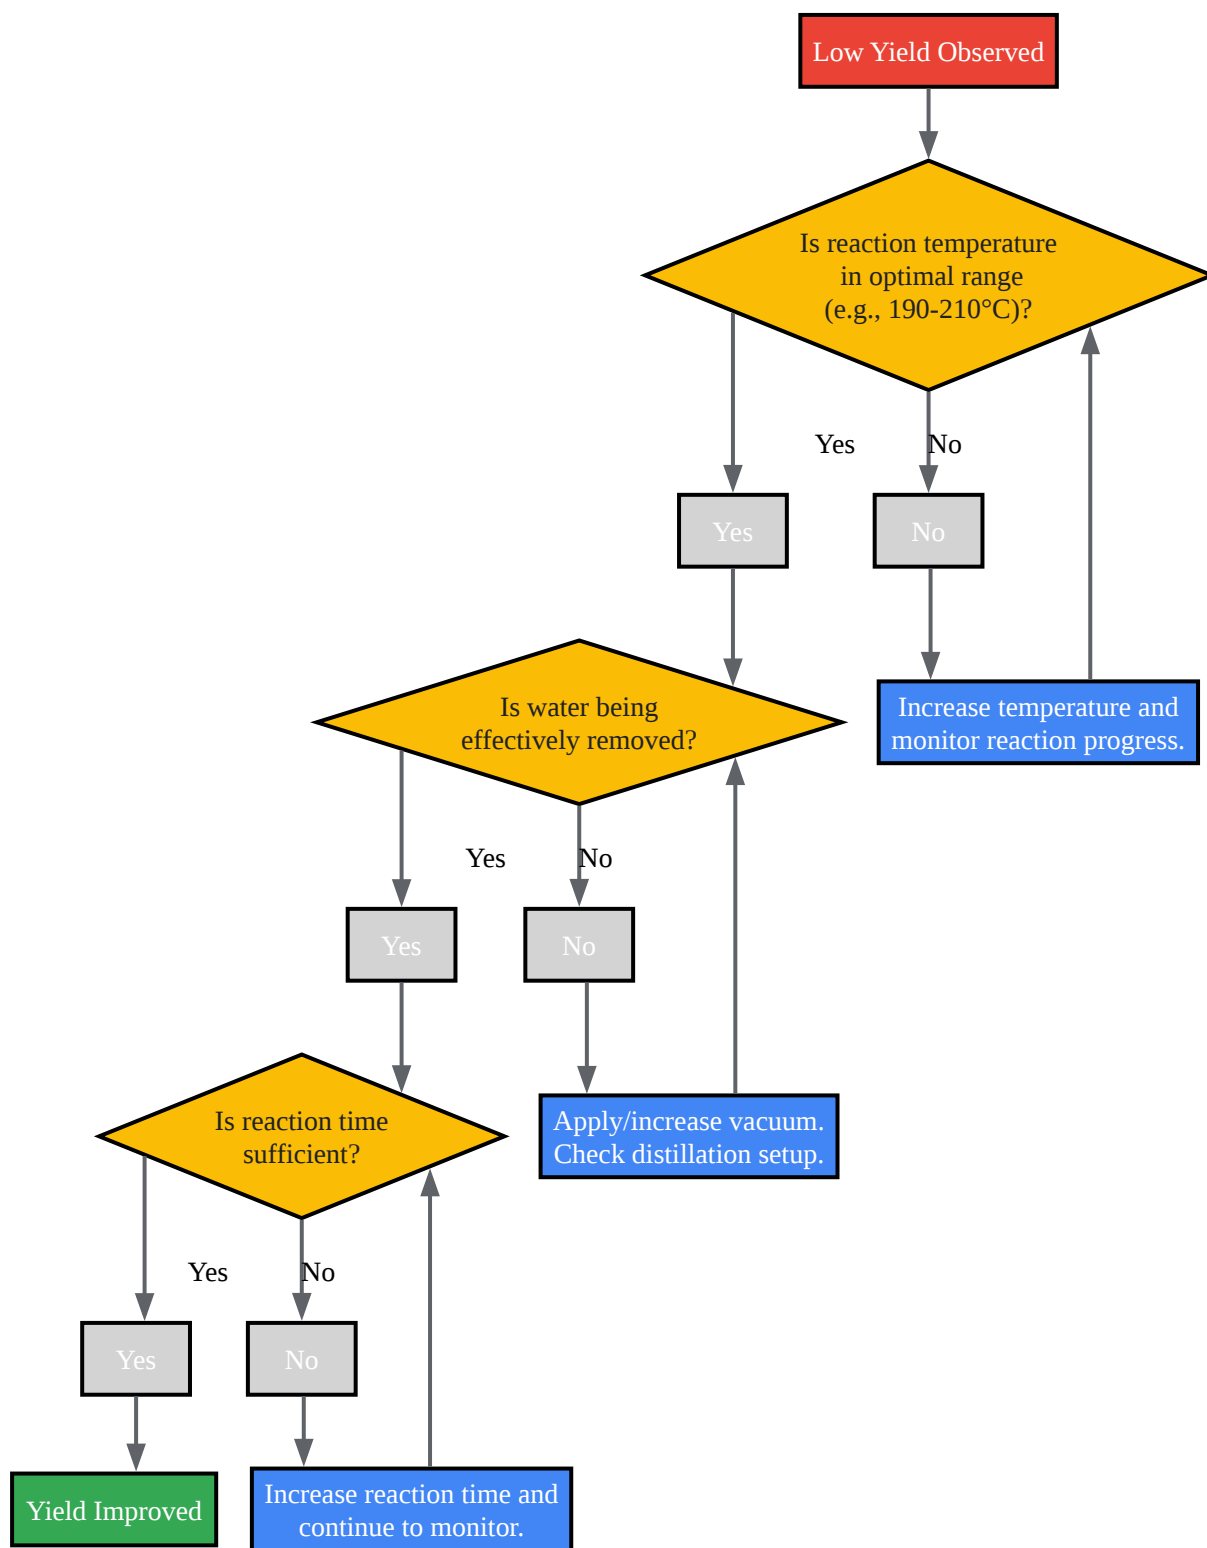 Low Yield Observed
Is reaction temperature
in optimal range
(e.g., 190-210°C)?
Yes
No
Yes
No
Increase temperature and
monitor reaction progress.
Is water being
effectively removed?
Yes
No
Yes
No
Apply/increase vacuum.
Check distillation setup.
Is reaction time
sufficient?
Yes
No
Yes
No
Yield Improved
Increase reaction time and
continue to monitor.